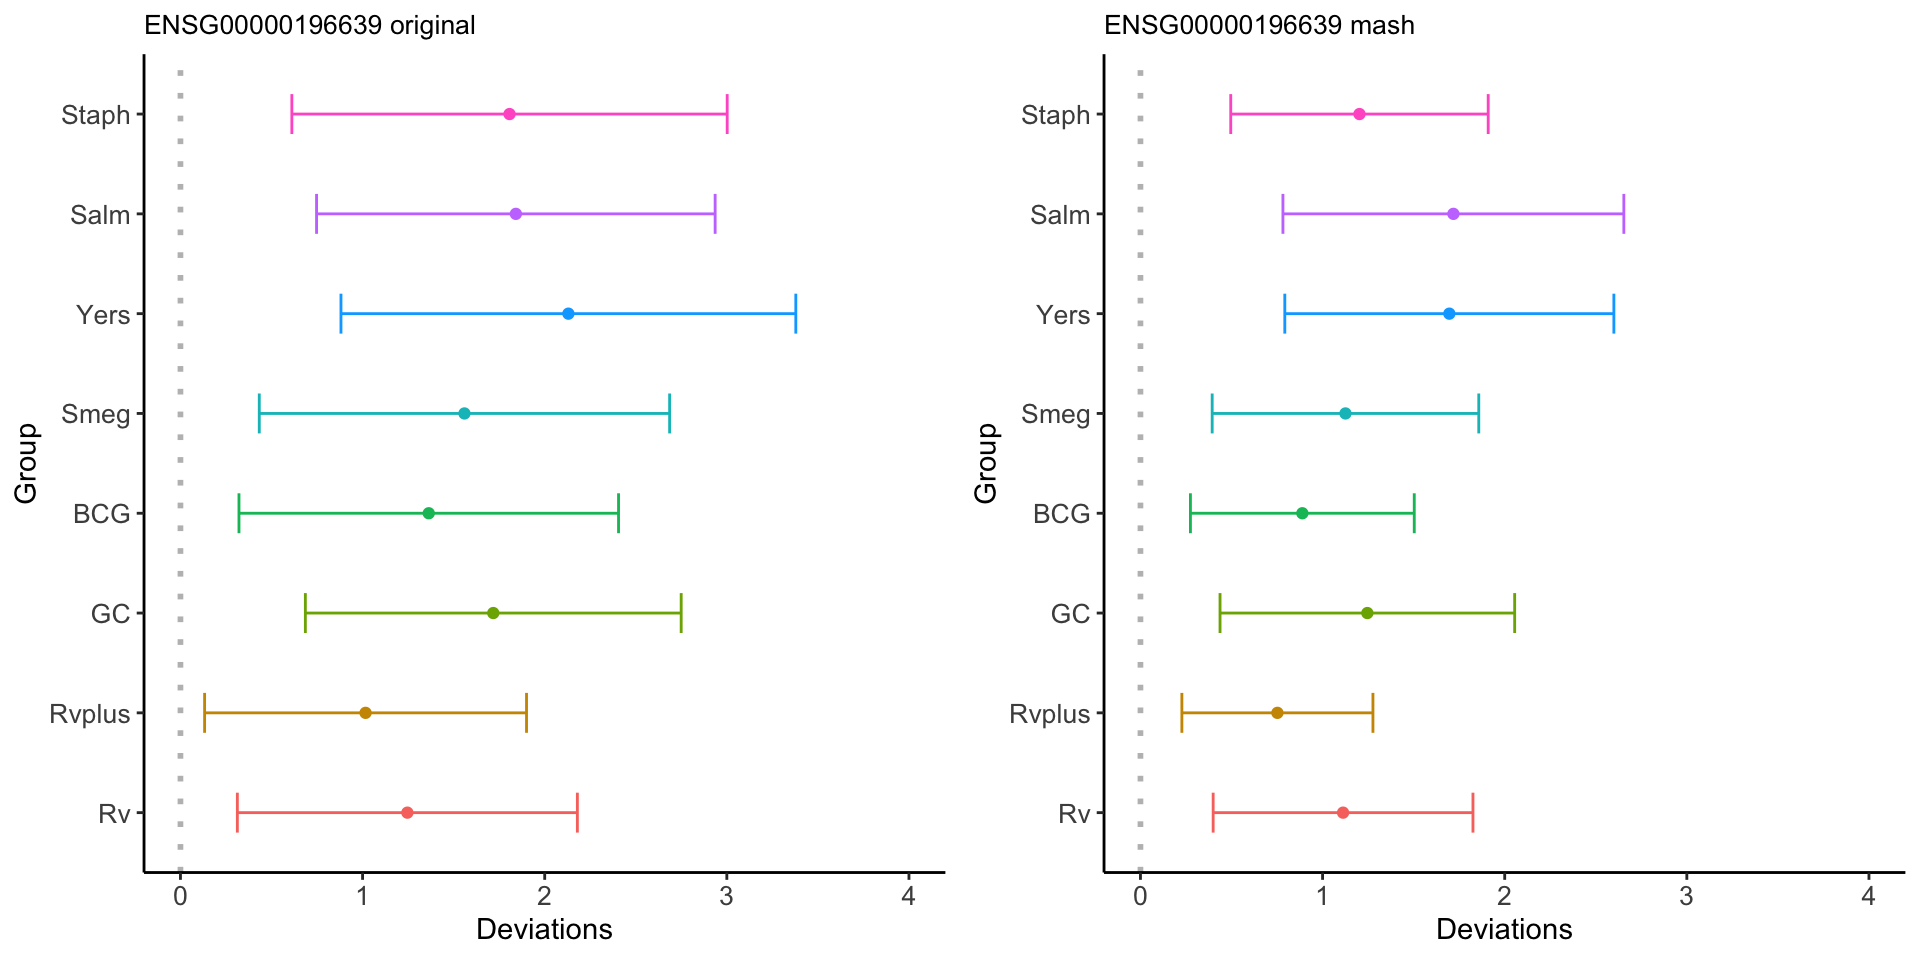 ENSG00000196639 original
Group
Staph
Salm
Yers
Smeg
BCG
GC
Rvplus
Rv
0 1 2 3 4
Deviations
ENSG00000196639 mash
Group
Staph
Salm
Yers
Smeg
BCG
GC
Rvplus
Rv
0 1 2 3 4
Deviations